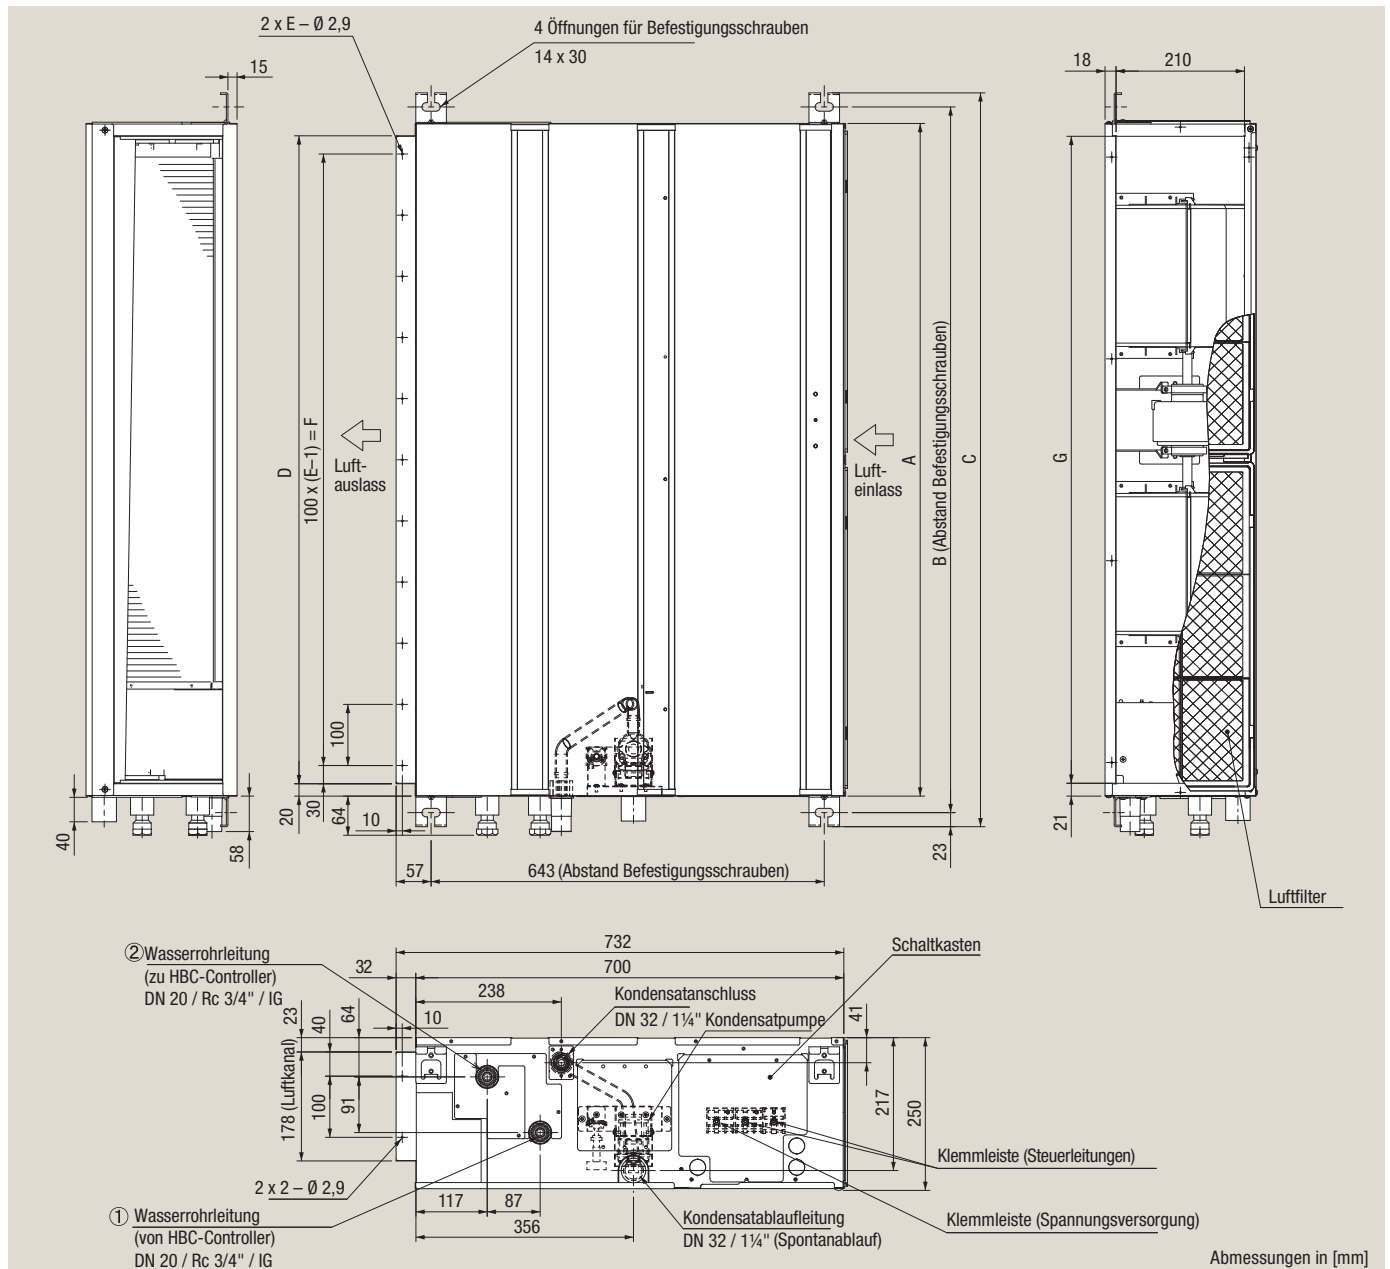 2 x E – Ø 2,9
4 Öffnungen für Befestigungsschrauben
14 x 30
15
18
210
D
100 x (E–1) = F
Luft-
auslass
Luft-
einlass
A
B (Abstand Befestigungsschrauben)
C
G
100
20
30
64
10
40
58
57
643 (Abstand Befestigungsschrauben)
23
21
Luftfilter
② Wasserrohrleitung
(zu HBC-Controller)
DN 20 / Rc 3/4" / IG
732
32
700
238
Schaltkasten
Kondensatanschluss
DN 32 / 1¼" Kondensatpumpe
23
40
64
10
41
178 (Luftkanal)
100
91
217
250
2 x 2 – Ø 2,9
117
87
356
Klemmleiste (Steuerleitungen)
① Wasserrohrleitung
(von HBC-Controller)
DN 20 / Rc 3/4" / IG
Kondensatablaufleitung
DN 32 / 1¼" (Spontanablauf)
Klemmleiste (Spannungsversorgung)
Abmessungen in [mm]